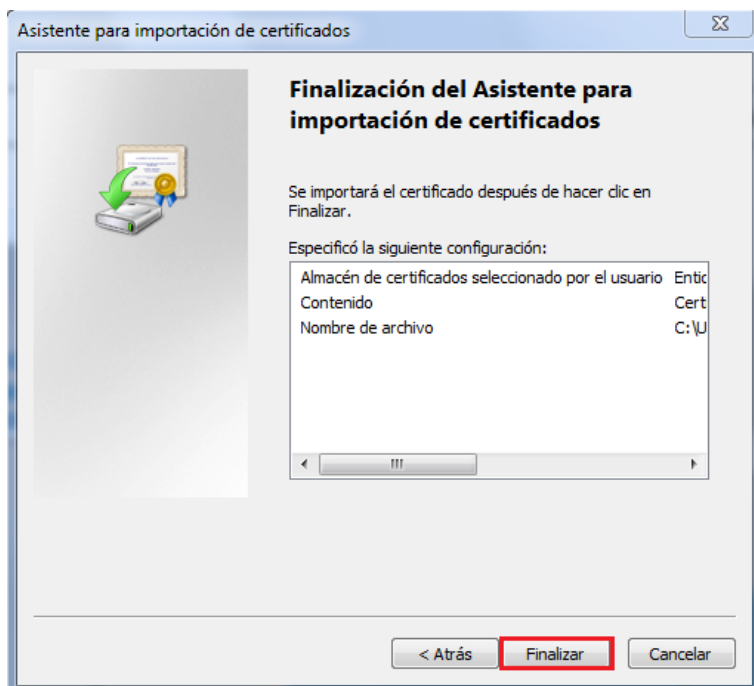 Asistente para importación de certificados
Finalización del Asistente para
importación de certificados
Se importará el certificado después de hacer clic en
Finalizar.
Especificó la siguiente configuración:
Almacén de certificados seleccionado por el usuario Entid
Contenido Cert
Nombre de archivo C:\U
< Atrás Finalizar Cancelar